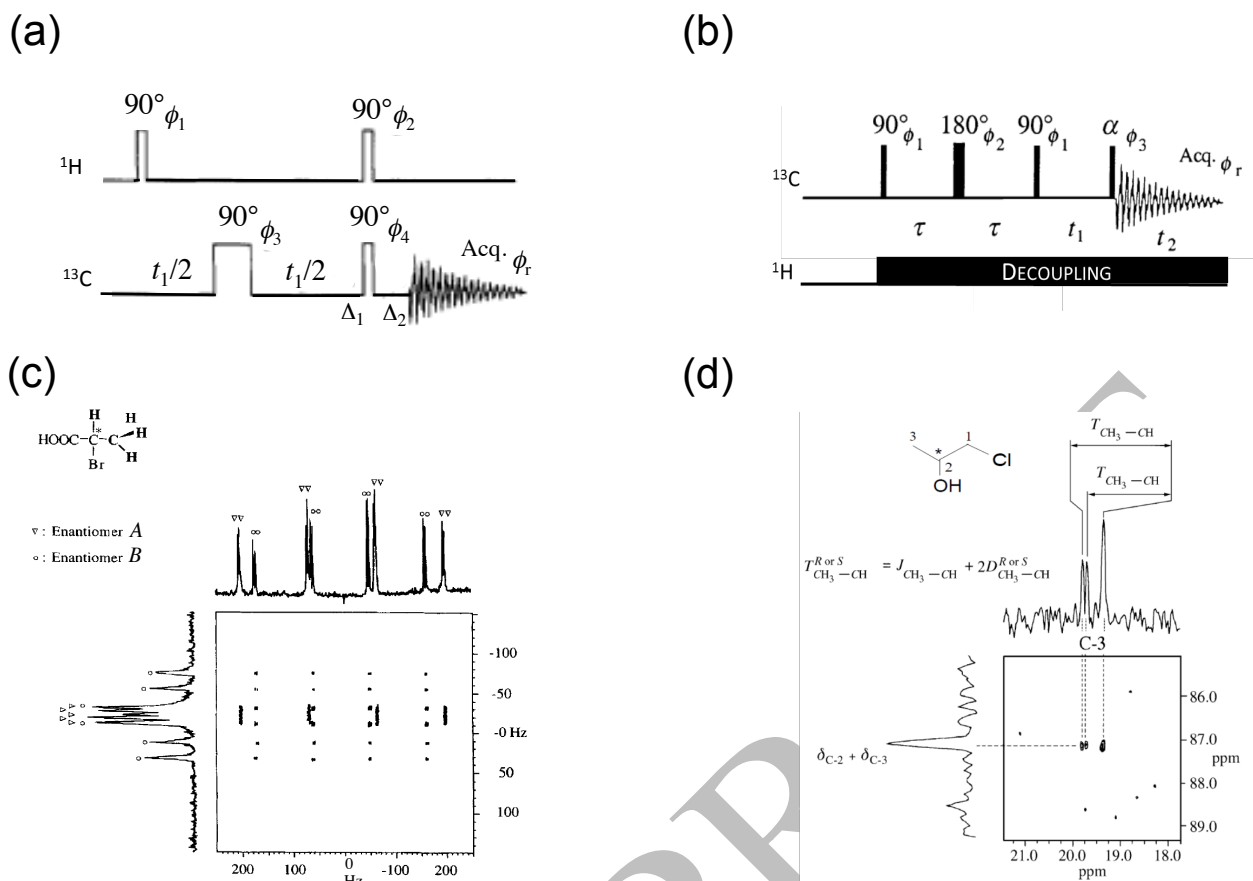 (a)
90°ϕ1
90°ϕ2
1H
90°ϕ3
90°ϕ4
Acq. ϕr
13C
t1/2
t1/2
Δ1
Δ2
(b)
90°ϕ1
180°ϕ2
90°ϕ1
αϕ3
Acq. ϕr
13C
τ
τ
t1
t2
1H
DECOUPLING
(c)
H
H
HOOC—C—C—H
*
Br
H
▽ : Enantiomer A
○ : Enantiomer B
▽▽
○○
▽▽
○○
○○
▽▽
○○
▽▽
○
○
▽ ▽ ○
▽ ▽ ○
○
○
-100
-50
-0 Hz
50
100
200
100
0
-100
-200
Hz
(d)
3
*
1
Cl
2
OH
TCH3—CH
TCH3—CH
T R or S CH3—CH = JCH3—CH + 2D R or S CH3—CH
C-3
δC-2 + δC-3
86.0
87.0
ppm
88.0
89.0
21.0
20.0
19.0
18.0
ppm